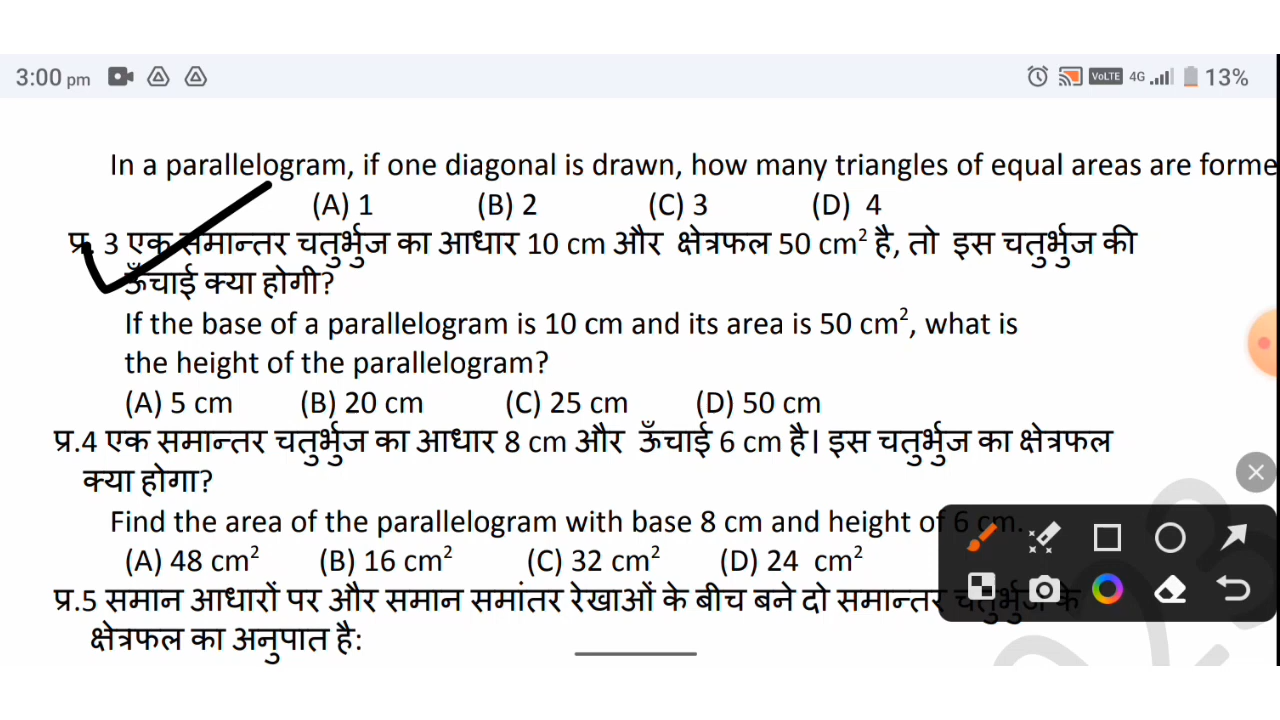 3:00 pm VoLTE 4G 13%
In a parallelogram, if one diagonal is drawn, how many triangles of equal areas are forme
(A) 1 (B) 2 (C) 3 (D) 4
प्र. 3 एक समान्तर चतुर्भुज का आधार 10 cm और क्षेत्रफल 50 cm² है, तो इस चतुर्भुज की
ऊँचाई क्या होगी?
If the base of a parallelogram is 10 cm and its area is 50 cm², what is
the height of the parallelogram?
(A) 5 cm (B) 20 cm (C) 25 cm (D) 50 cm
प्र.4 एक समान्तर चतुर्भुज का आधार 8 cm और ऊँचाई 6 cm है। इस चतुर्भुज का क्षेत्रफल
क्या होगा?
Find the area of the parallelogram with base 8 cm and height of 6 cm.
(A) 48 cm² (B) 16 cm² (C) 32 cm² (D) 24 cm²
प्र.5 समान आधारों पर और समान समांतर रेखाओं के बीच बने दो समान्तर चतुर्भुज के
क्षेत्रफल का अनुपात है: